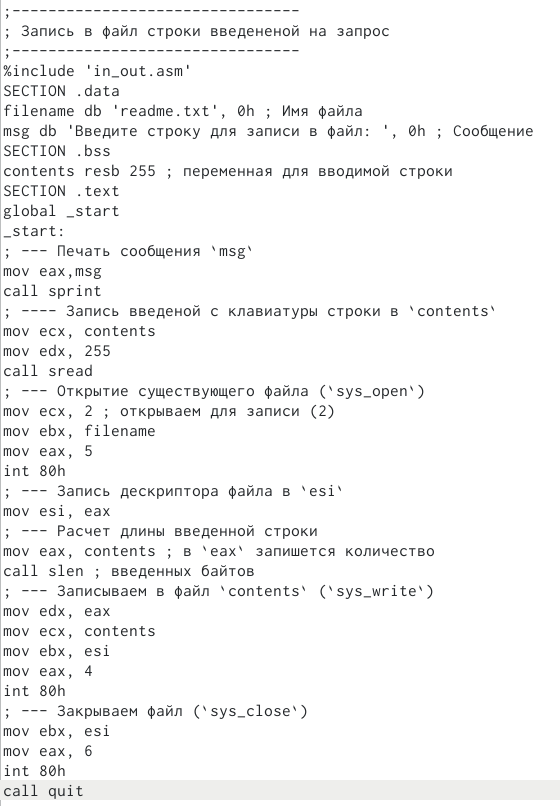 ;--------------------------------
; Запись в файл строки введененой на запрос
;--------------------------------
%include 'in_out.asm'
SECTION .data
filename db 'readme.txt', 0h ; Имя файла
msg db 'Введите строку для записи в файл: ', 0h ; Сообщение
SECTION .bss
contents resb 255 ; переменная для вводимой строки
SECTION .text
global _start
_start:
; --- Печать сообщения `msg`
mov eax,msg
call sprint
; ---- Запись введеной с клавиатуры строки в `contents`
mov ecx, contents
mov edx, 255
call sread
; --- Открытие существующего файла (`sys_open`)
mov ecx, 2 ; открываем для записи (2)
mov ebx, filename
mov eax, 5
int 80h
; --- Запись дескриптора файла в `esi`
mov esi, eax
; --- Расчет длины введенной строки
mov eax, contents ; в `eax` запишется количество
call slen ; введенных байтов
; --- Записываем в файл `contents` (`sys_write`)
mov edx, eax
mov ecx, contents
mov ebx, esi
mov eax, 4
int 80h
; --- Закрываем файл (`sys_close`)
mov ebx, esi
mov eax, 6
int 80h
call quit